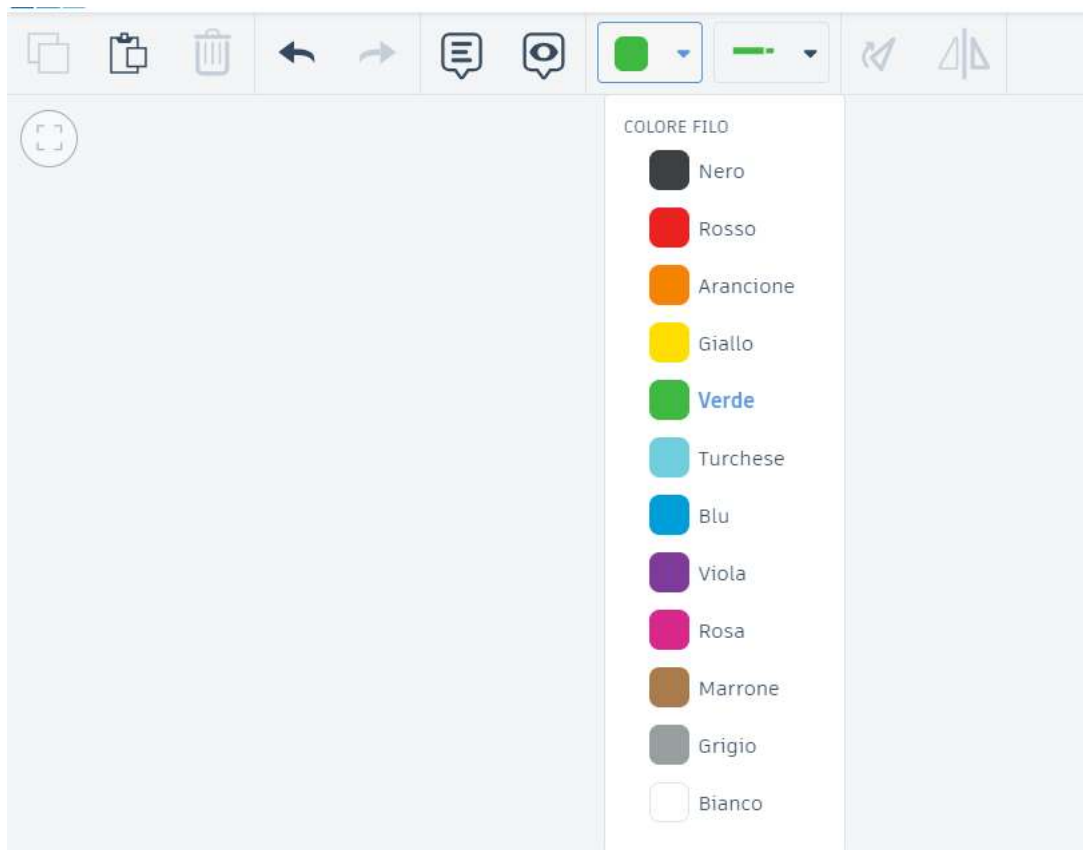 COLORE FILO
Nero
Rosso
Arancione
Giallo
Verde
Turchese
Blu
Viola
Rosa
Marrone
Grigio
Bianco